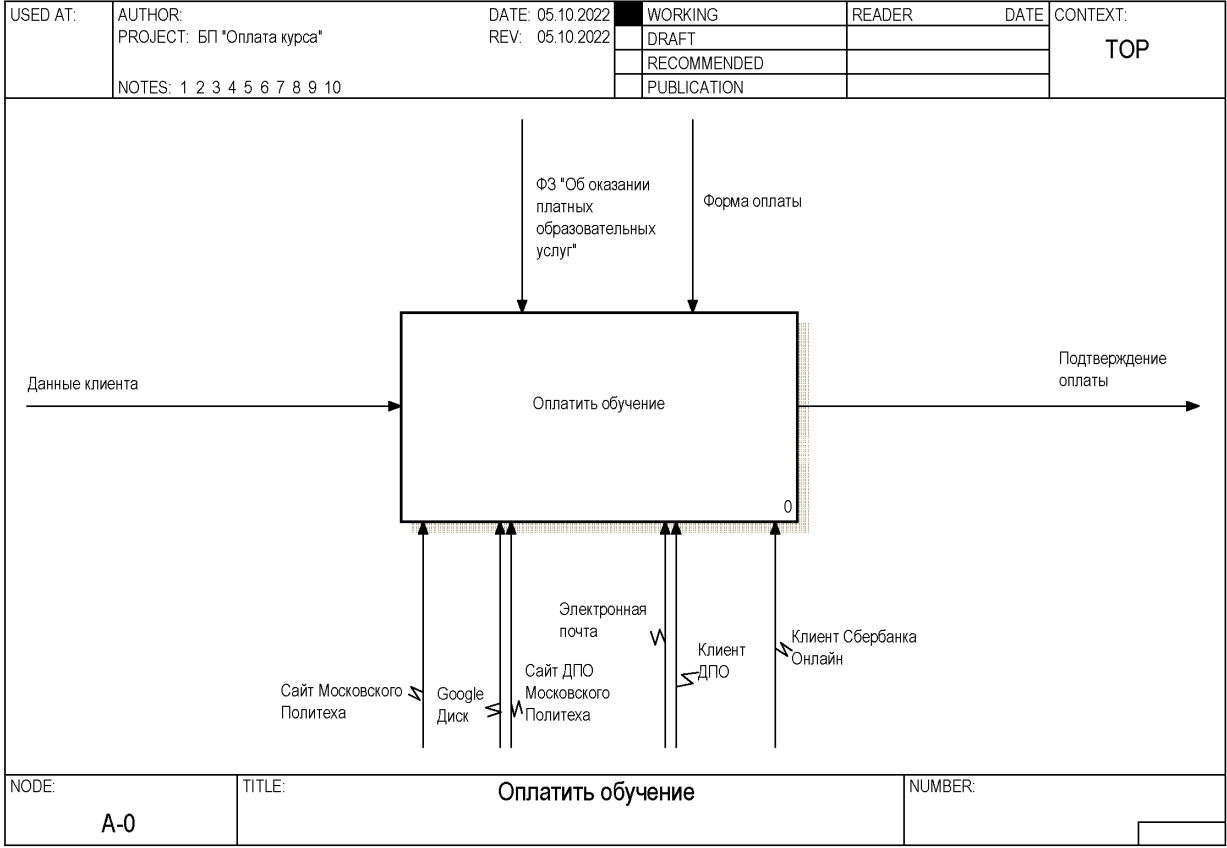 USED AT:
AUTHOR:
DATE: 05.10.2022
PROJECT: БП "Оплата курса"
REV: 05.10.2022
NOTES: 1 2 3 4 5 6 7 8 9 10
WORKING
DRAFT
RECOMMENDED
PUBLICATION
READER
DATE
CONTEXT:
TOP
ФЗ "Об оказании
платных
образовательных
услуг"
Форма оплаты
Данные клиента
Оплатить обучение
0
Подтверждение
оплаты
Сайт Московского
Политеха
Google
Диск
Сайт ДПО
Московского
Политеха
Электронная
почта
Клиент
ДПО
Клиент Сбербанка
Онлайн
NODE:
A-0
TITLE:
Оплатить обучение
NUMBER: